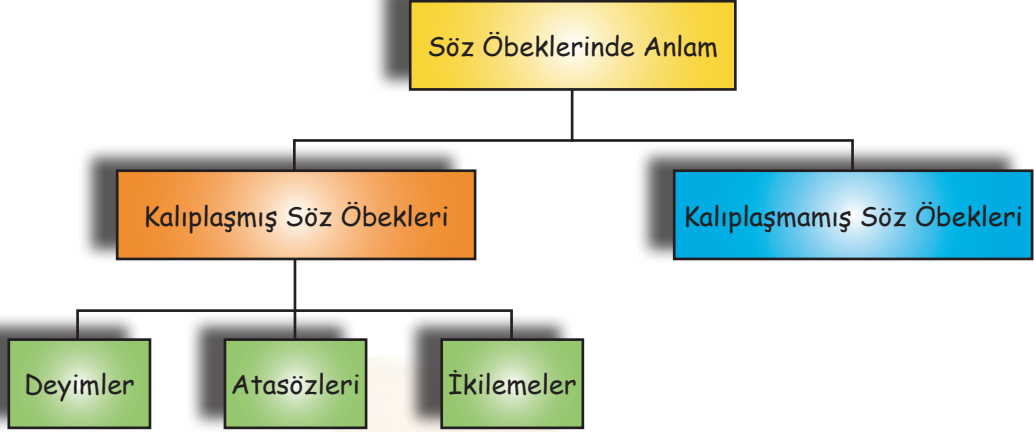 Söz Öbeklerinde Anlam
Kalıplaşmış Söz Öbekleri
Kalıplaşmamış Söz Öbekleri
Deyimler
Atasözleri
İkilemeler